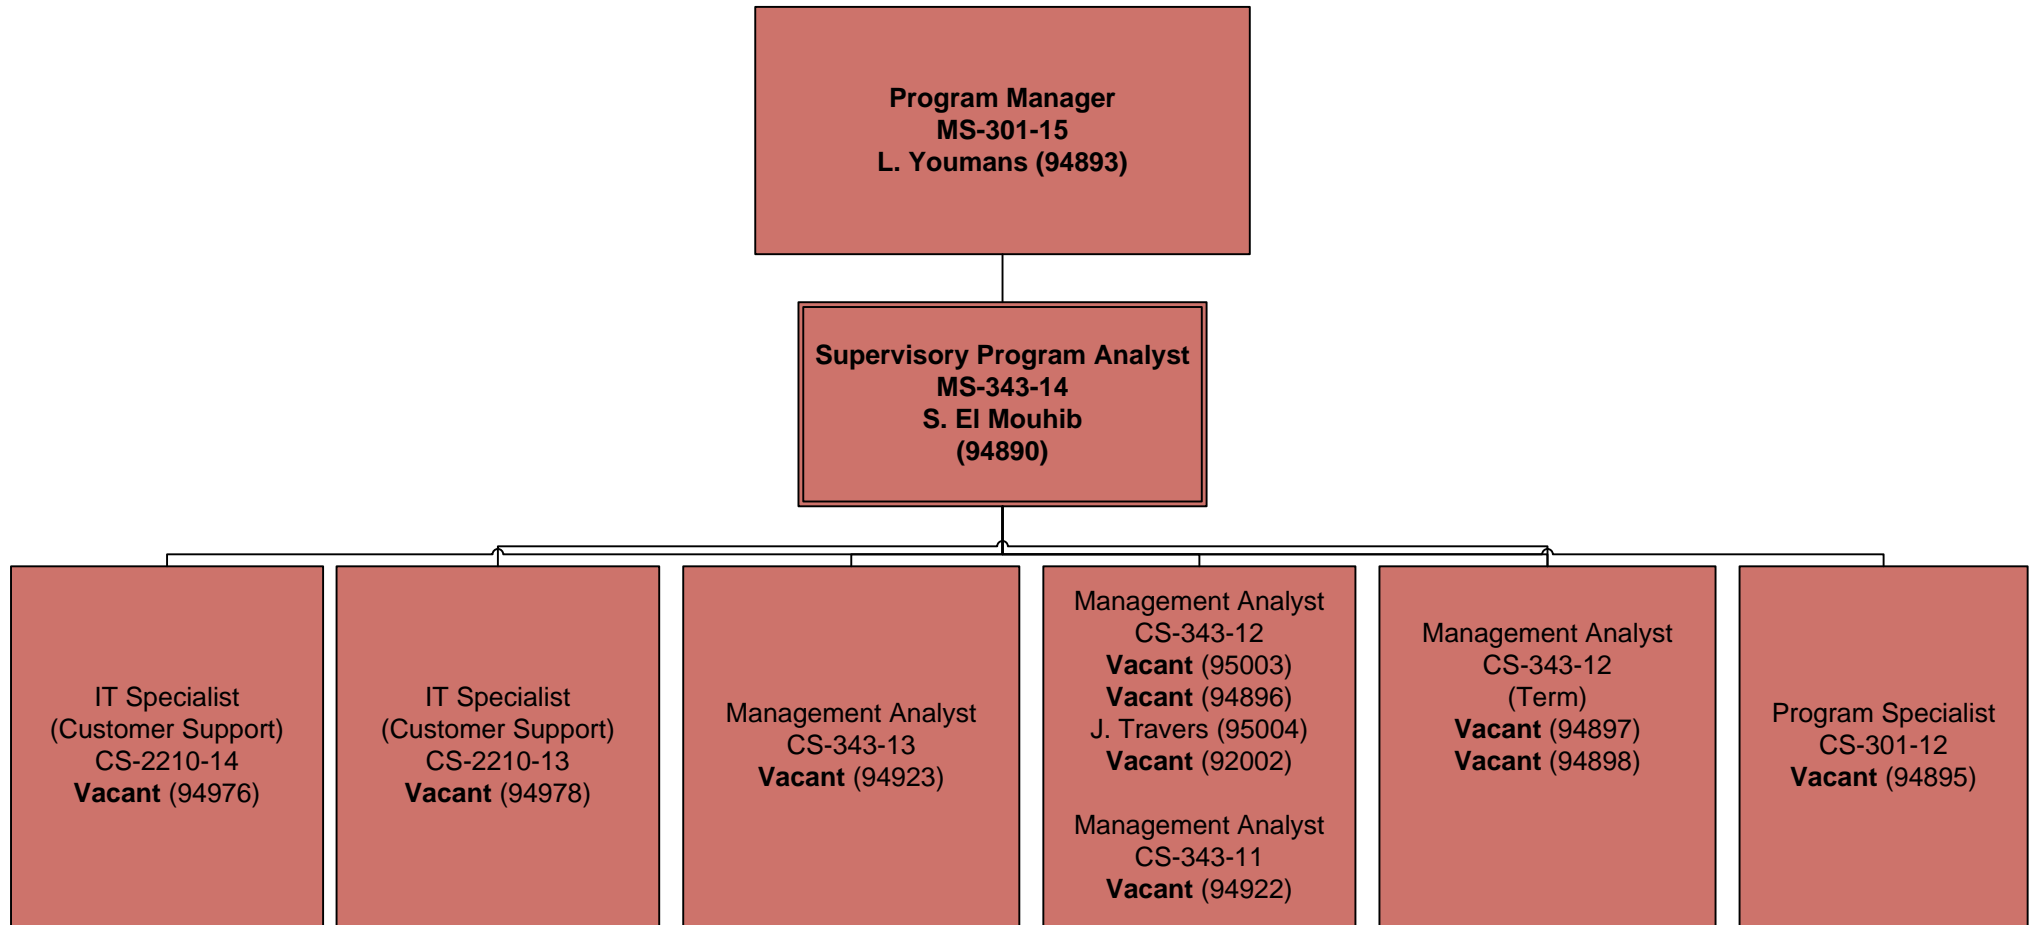 Program Manager
MS-301-15
L. Youmans (94893)
Supervisory Program Analyst
MS-343-14
S. El Mouhib
(94890)
IT Specialist
(Customer Support)
CS-2210-14
Vacant (94976)
IT Specialist
(Customer Support)
CS-2210-13
Vacant (94978)
Management Analyst
CS-343-13
Vacant (94923)
Management Analyst
CS-343-12
Vacant (95003)
Vacant (94896)
J. Travers (95004)
Vacant (92002)
Management Analyst
CS-343-11
Vacant (94922)
Management Analyst
CS-343-12
(Term)
Vacant (94897)
Vacant (94898)
Program Specialist
CS-301-12
Vacant (94895)